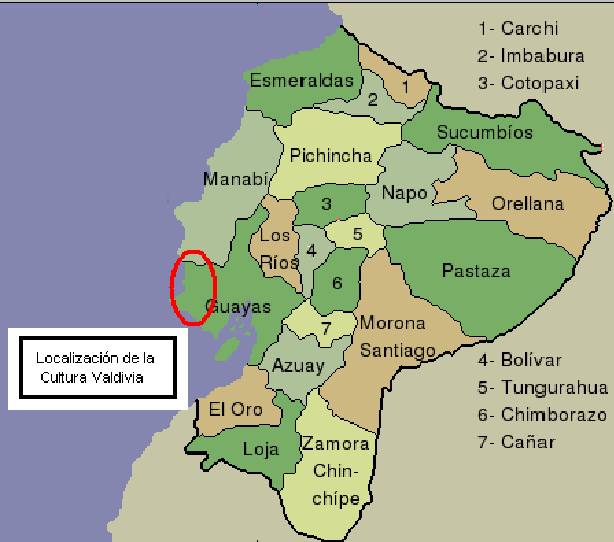 1- Carchi
2- Imbabura
3- Cotopaxi
Esmeraldas
1
2
Sucumbíos
Pichincha
Manabí
Napo
Orellana
3
Los
Ríos
4
5
Pastaza
6
Guayas
7
Morona
Santiago
Localización de la
Cultura Valdivia
Azuay
4- Bolívar
5- Tungurahua
6- Chimborazo
7- Cañar
El Oro
Loja
Zamora
Chin-
chípe